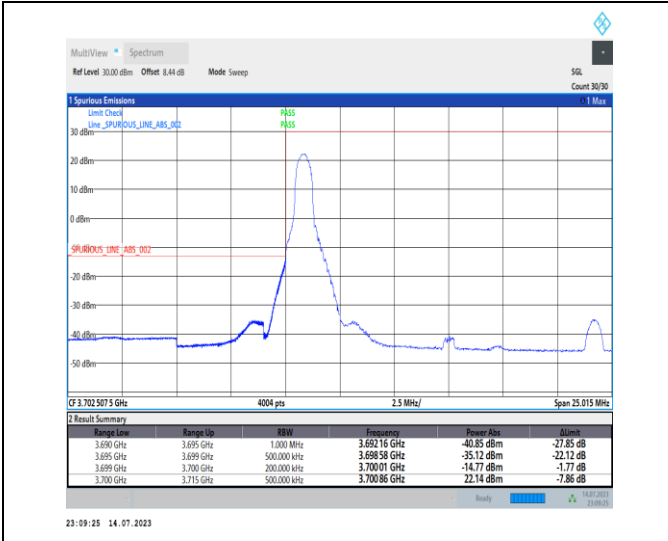 MultiView Spectrum
Ref Level 30.00 dBm Offset 8.44 dB Mode Sweep SGL
Count 30/30
1 Spurious Emissions 1 Max
Limit Check PASS
Line _SPURIOUS_LINE_ABS_002 PASS
30 dBm
20 dBm
10 dBm
0 dBm
_SPURIOUS_LINE_ABS_002
-20 dBm
-30 dBm
-40 dBm
-50 dBm
CF 3.702 507 5 GHz 4004 pts 2.5 MHz/ Span 25.015 MHz
2 Result Summary
Range Low Range Up RBW Frequency Power Abs ΔLimit
3.690 GHz 3.695 GHz 1.000 MHz 3.692 16 GHz -40.85 dBm -27.85 dB
3.695 GHz 3.699 GHz 500.000 kHz 3.698 58 GHz -35.12 dBm -22.12 dB
3.699 GHz 3.700 GHz 200.000 kHz 3.700 01 GHz -14.77 dBm -1.77 dB
3.700 GHz 3.715 GHz 500.000 kHz 3.700 86 GHz 22.14 dBm -7.86 dB
Ready 14.07.2023
23:09:25
23:09:25 14.07.2023